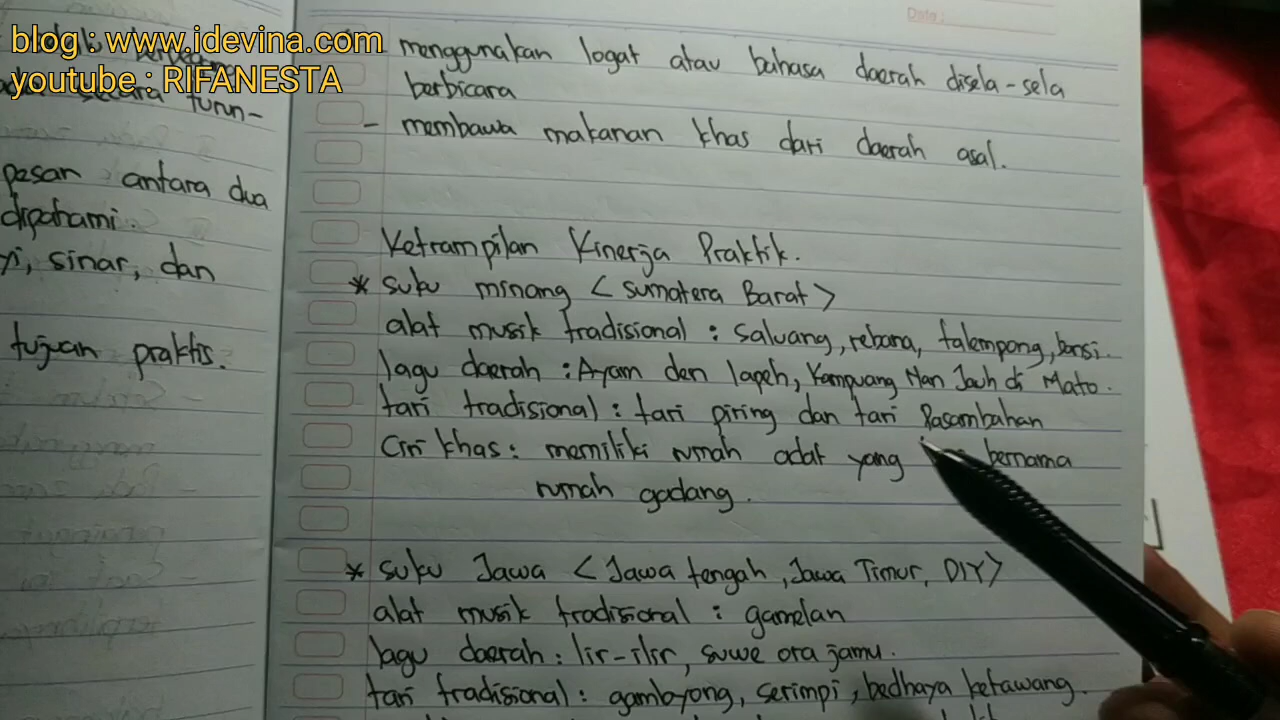 blog : www.idevina.com
youtube : RIFANESTA
Date :
secara turun-
pesan antara dua
dipahami.
sinar, dan
tujuan praktis.
menggunakan logat atau bahasa daerah disela-sela
berbicara
- membawa makanan khas dari daerah asal.
Ketrampilan Kinerja Praktik.
* suku minang < Sumatera Barat >
alat musik tradisional : saluang, rebana, talempong, bansi.
lagu daerah : Ayam den lapeh, Kampuang Nan Jauh di Mato.
tari tradisional : tari piring dan tari Pasambahan
Ciri khas : memiliki rumah adat yang bernama
rumah gadang.
* suku Jawa < Jawa tengah, Jawa Timur, DIY >
alat musik tradisional : gamelan
lagu daerah : lir-ilir, suwe ora jamu.
tari tradisional : gambyong, serimpi, bedhaya ketawang.